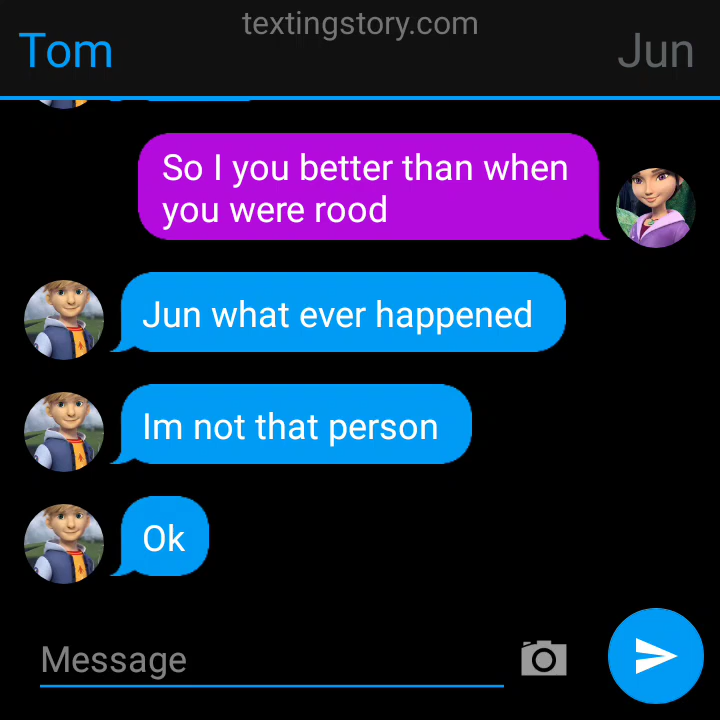 textingstory.com
Tom
Jun
So I you better than when
you were rood
Jun what ever happened
Im not that person
Ok
Message